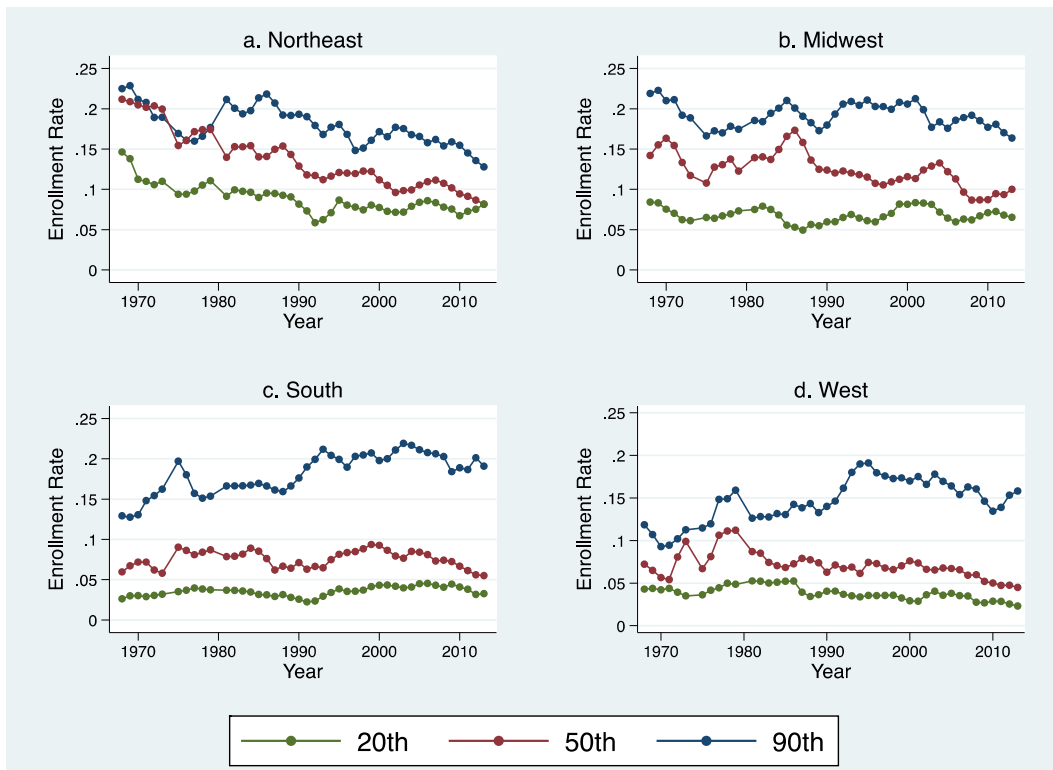 a. Northeast
Enrollment Rate
.25
.2
.15
.1
.05
0
1970 1980 1990 2000 2010
Year
b. Midwest
Enrollment Rate
.25
.2
.15
.1
.05
0
1970 1980 1990 2000 2010
Year
c. South
Enrollment Rate
.25
.2
.15
.1
.05
0
1970 1980 1990 2000 2010
Year
d. West
Enrollment Rate
.25
.2
.15
.1
.05
0
1970 1980 1990 2000 2010
Year
20th 50th 90th